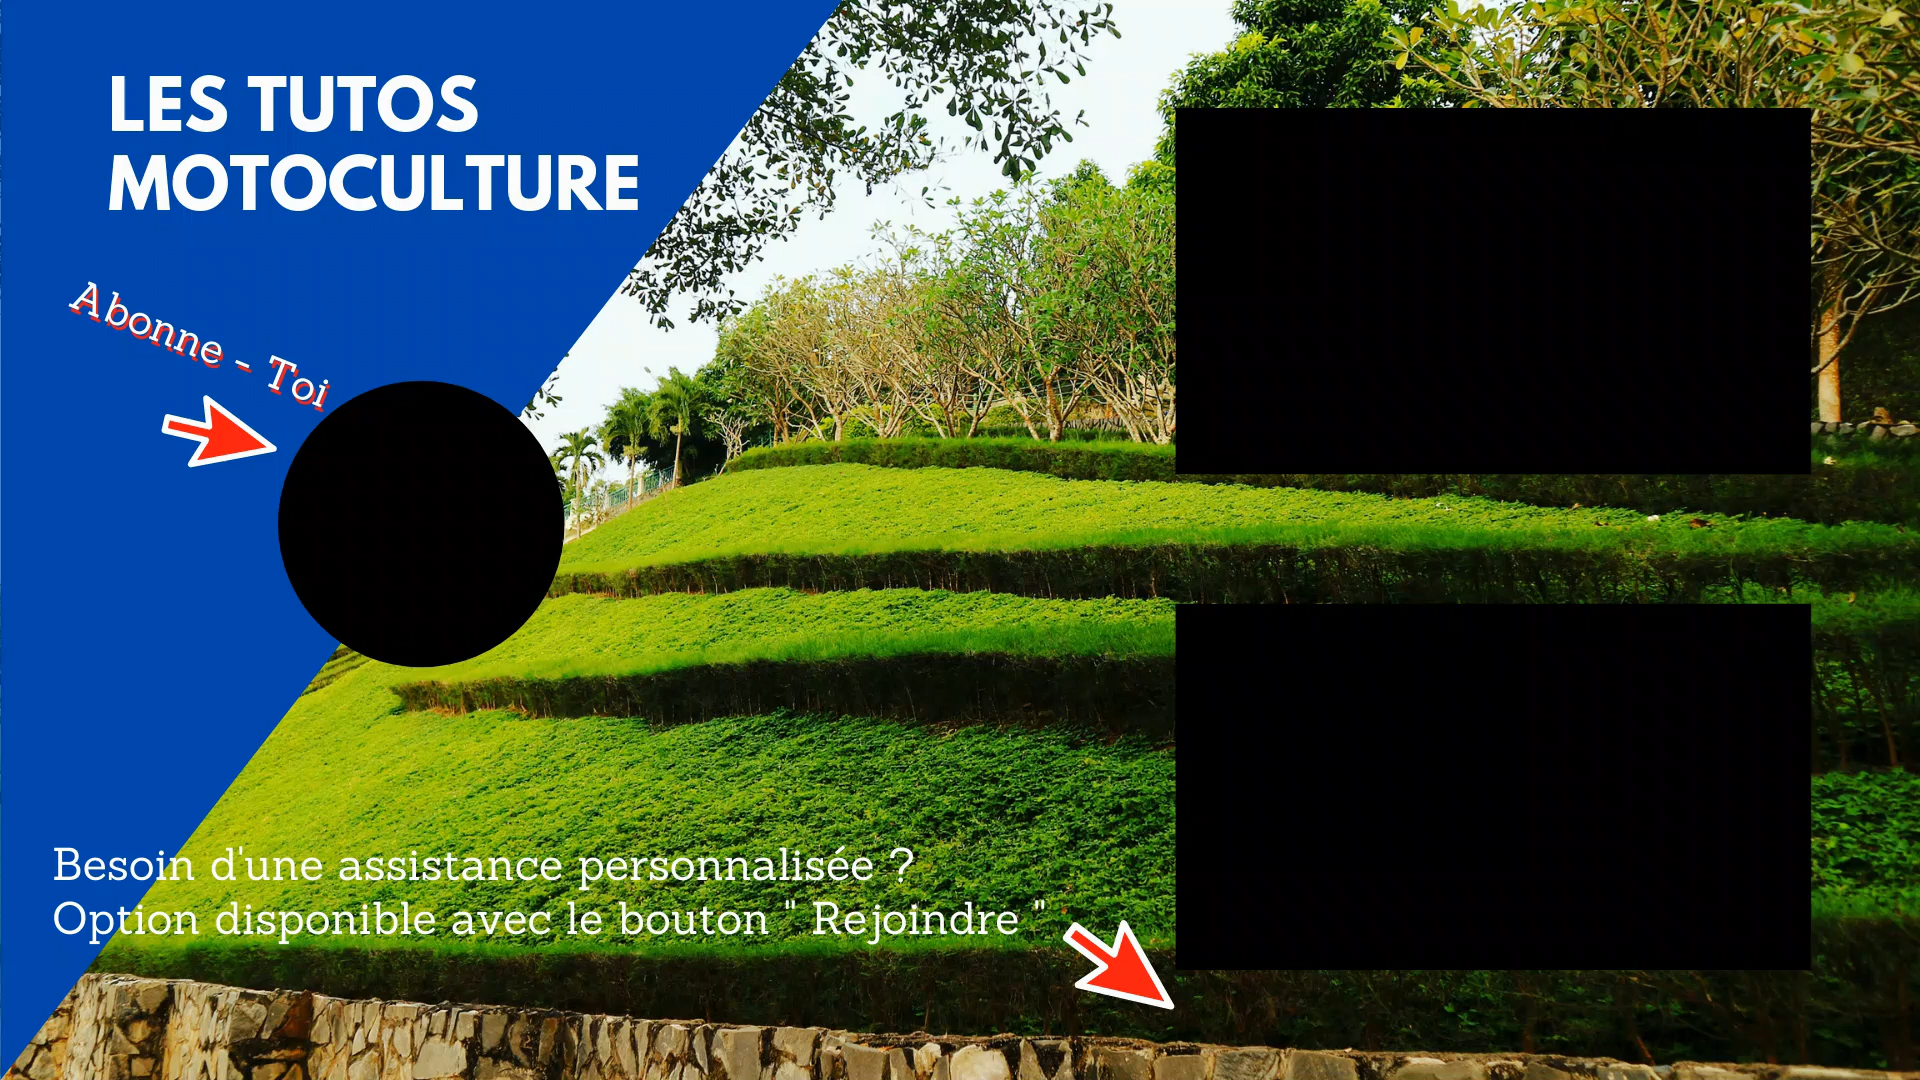 LES TUTOS
MOTOCULTURE
Abonne - Toi
Besoin d'une assistance personnalisée ?
Option disponible avec le bouton " Rejoindre "